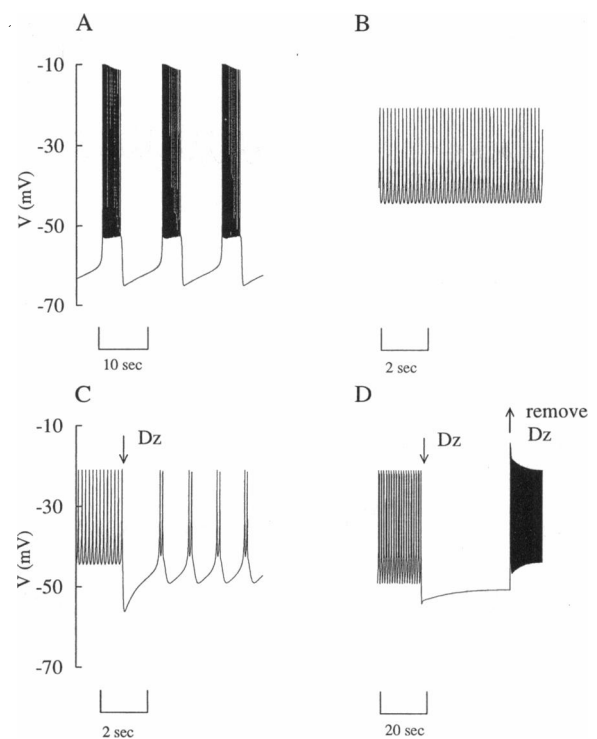 A
-10
-30
-50
-70
V (mV)
10 sec
B
2 sec
C
-10
-30
-50
-70
V (mV)
Dz
2 sec
D
Dz
remove
Dz
20 sec